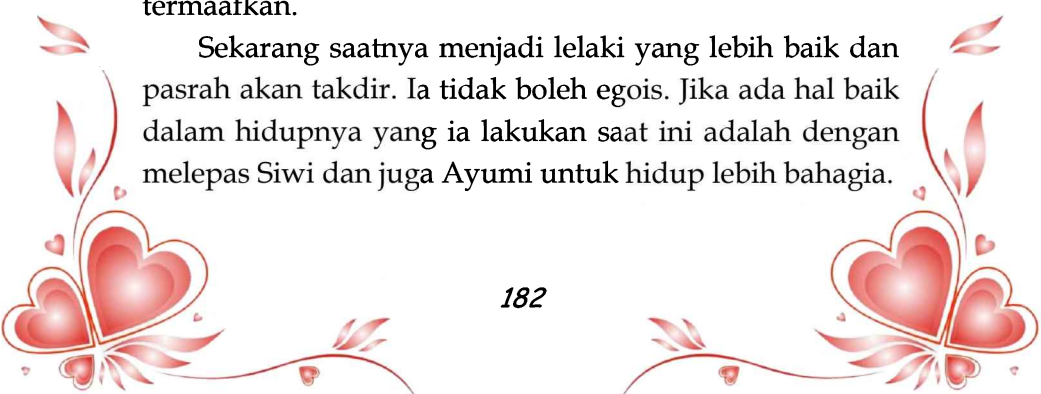 termaafkan.
Sekarang saatnya menjadi lelaki yang lebih baik dan
pasrah akan takdir. Ia tidak boleh egois. Jika ada hal baik
dalam hidupnya yang ia lakukan saat ini adalah dengan
melepas Siwi dan juga Ayumi untuk hidup lebih bahagia.
182